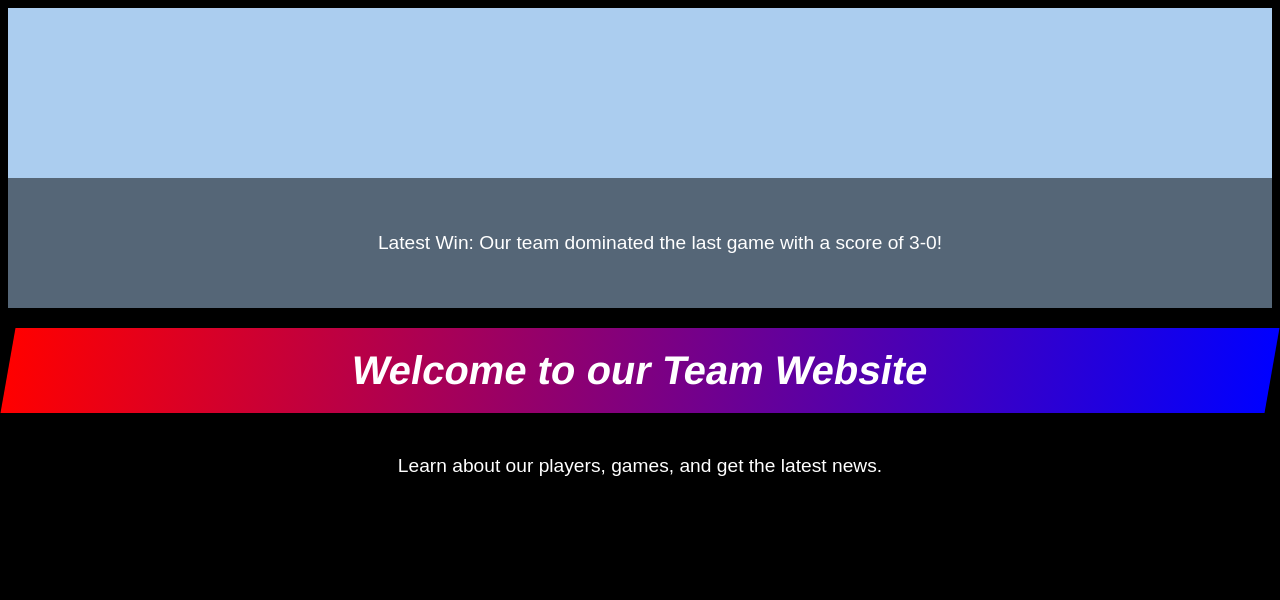 Latest Win: Our team dominated the last game with a score of 3-0!
Welcome to our Team Website
Learn about our players, games, and get the latest news.